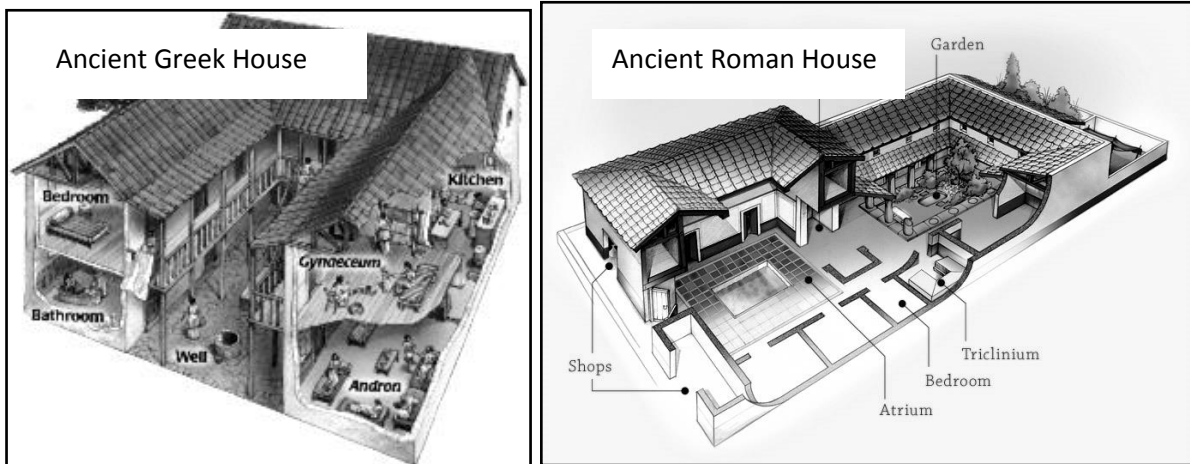 Ancient Greek House
Bedroom
Kitchen
Gynaeceum
Bathroom
Well
Andron
Ancient Roman House
Garden
Shops
Triclinium
Bedroom
Atrium